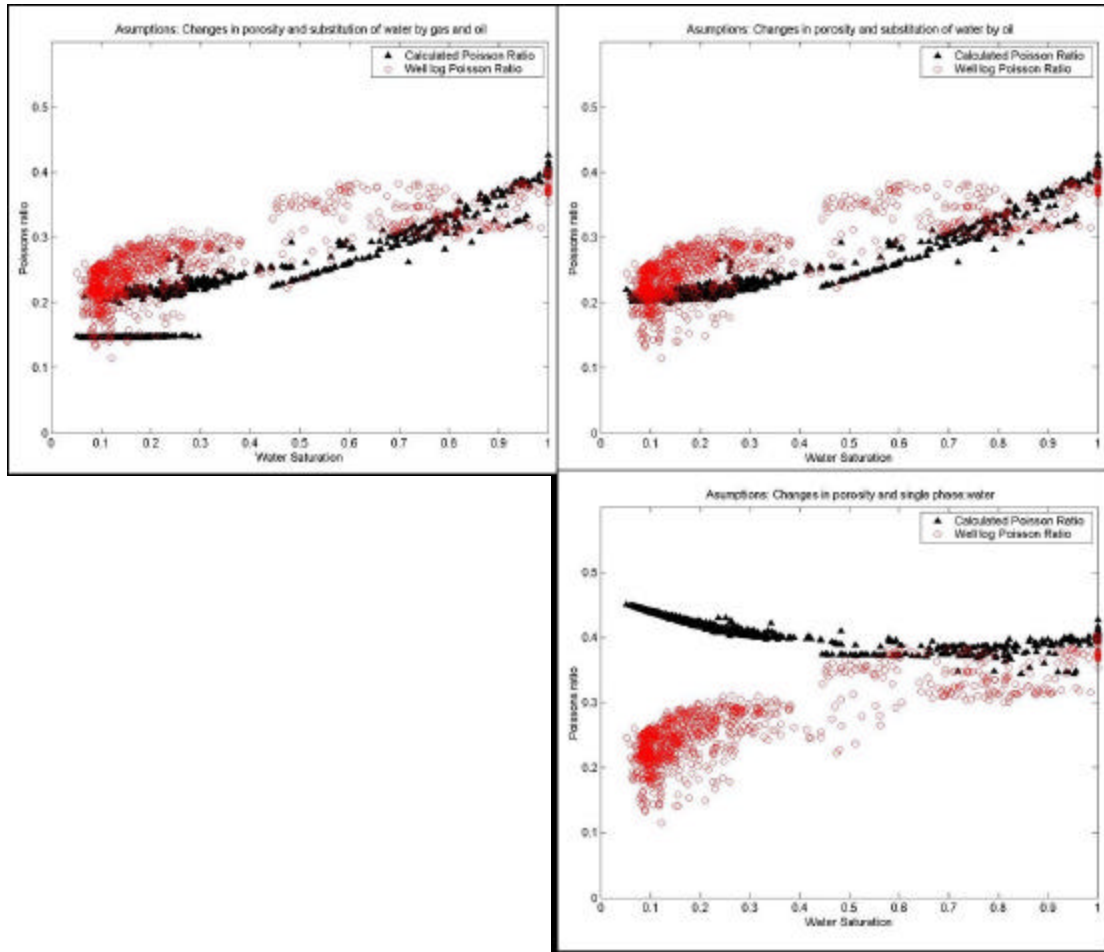 Asumptions: Changes in porosity and substitution of water by gas and oil
Calculated Poisson Ratio
Well log Poisson Ratio
0.5
0.4
0.3
0.2
0.1
0
Poissons ratio
0 0.1 0.2 0.3 0.4 0.5 0.6 0.7 0.8 0.9 1
Water Saturation
Asumptions: Changes in porosity and substitution of water by oil
Calculated Poisson Ratio
Well log Poisson Ratio
0.5
0.4
0.3
0.2
0.1
0
Poissons ratio
0 0.1 0.2 0.3 0.4 0.5 0.6 0.7 0.8 0.9 1
Water Saturation
Asumptions: Changes in porosity and single phase:water
Calculated Poisson Ratio
Well log Poisson Ratio
0.5
0.4
0.3
0.2
0.1
0
Poissons ratio
0 0.1 0.2 0.3 0.4 0.5 0.6 0.7 0.8 0.9 1
Water Saturation